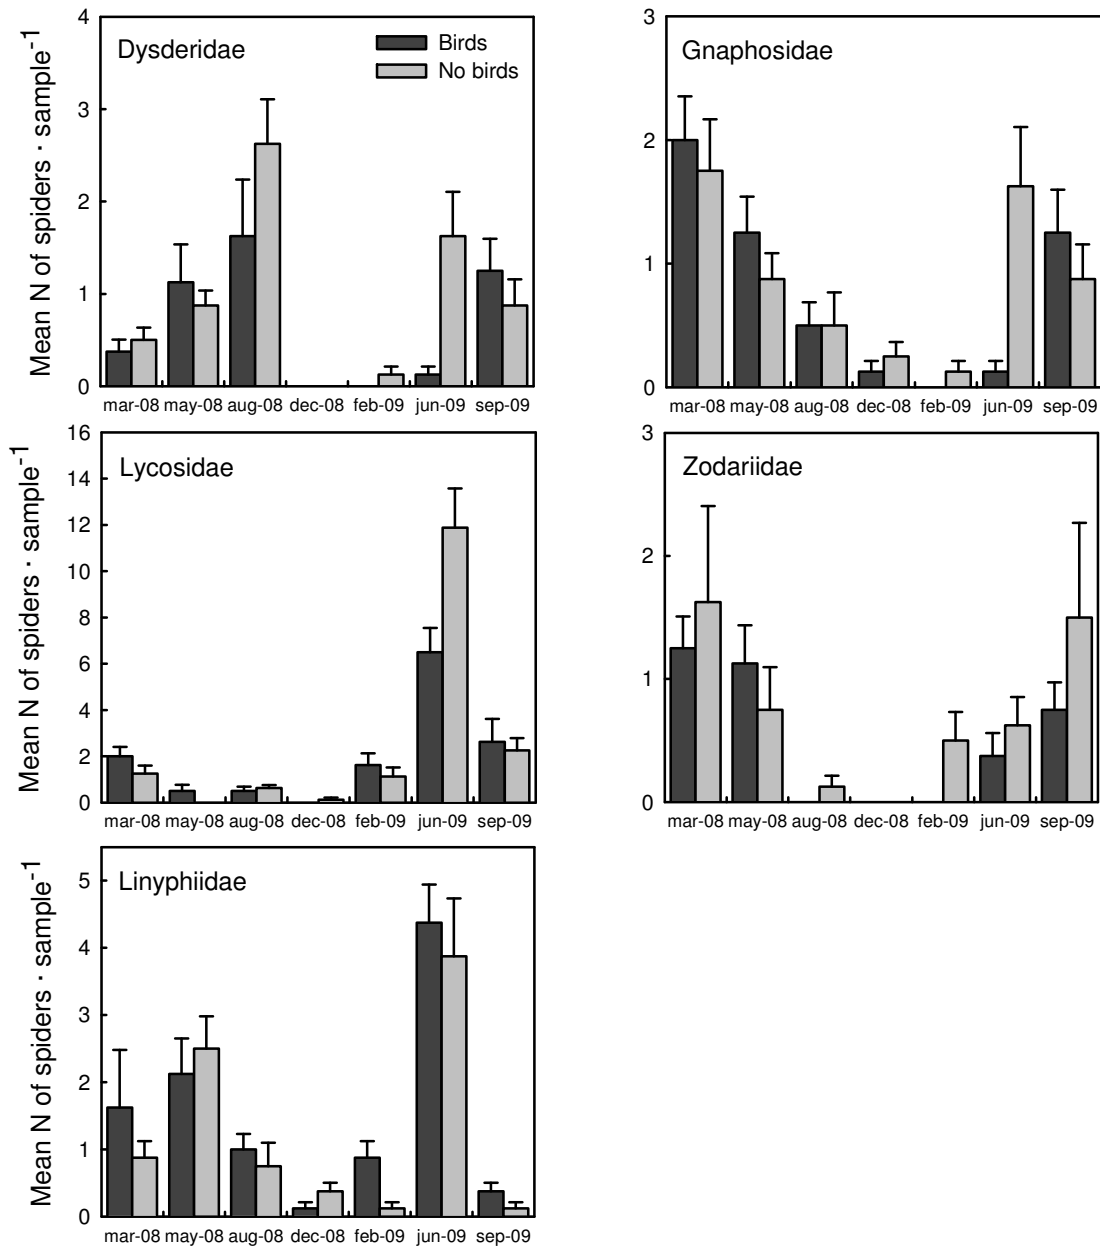 Dysderidae
Birds
No birds
Mean N of spiders · sample-1
4
3
2
1
0
mar-08 may-08 aug-08 dec-08 feb-09 jun-09 sep-09
Gnaphosidae
3
2
1
0
mar-08 may-08 aug-08 dec-08 feb-09 jun-09 sep-09
Lycosidae
Mean N of spiders · sample-1
16
14
12
10
8
6
4
2
0
mar-08 may-08 aug-08 dec-08 feb-09 jun-09 sep-09
Zodariidae
3
2
1
0
mar-08 may-08 aug-08 dec-08 feb-09 jun-09 sep-09
Linyphiidae
Mean N of spiders · sample-1
5
4
3
2
1
0
mar-08 may-08 aug-08 dec-08 feb-09 jun-09 sep-09